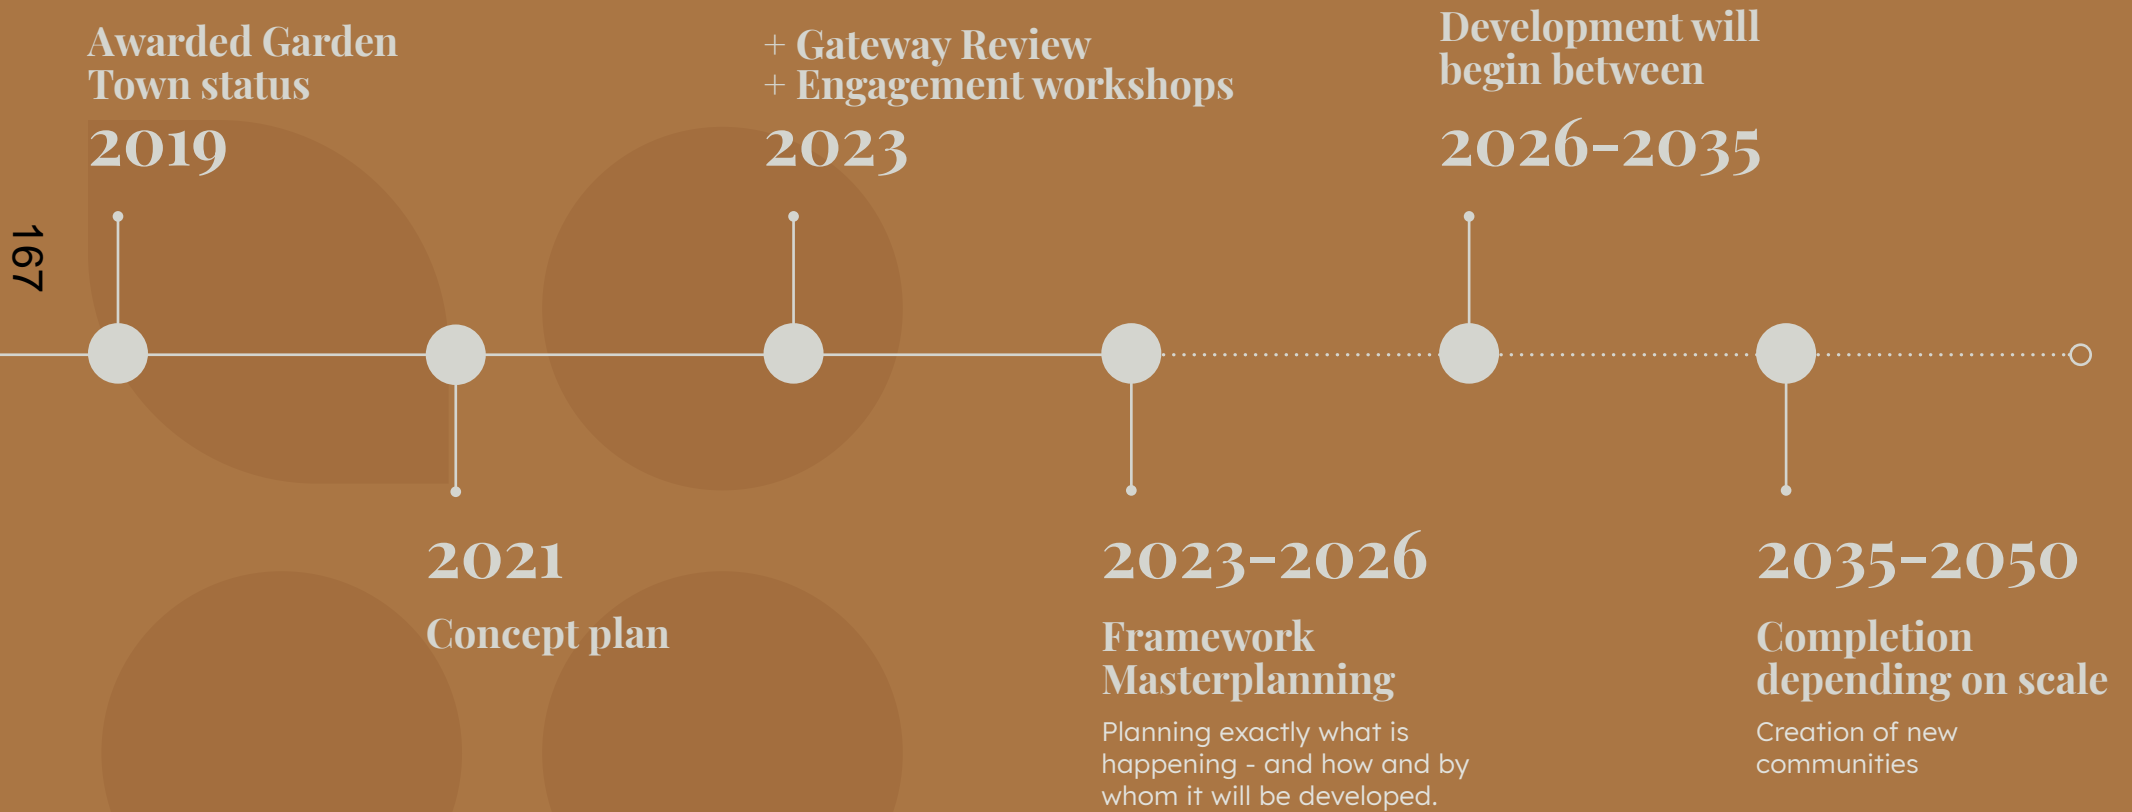 Awarded Garden
Town status
2019
+ Gateway Review
+ Engagement workshops
2023
Development will
begin between
2026-2035
167
2021
Concept plan
2023-2026
Framework
Masterplanning
Planning exactly what is
happening - and how and by
whom it will be developed.
2035-2050
Completion
depending on scale
Creation of new
communities